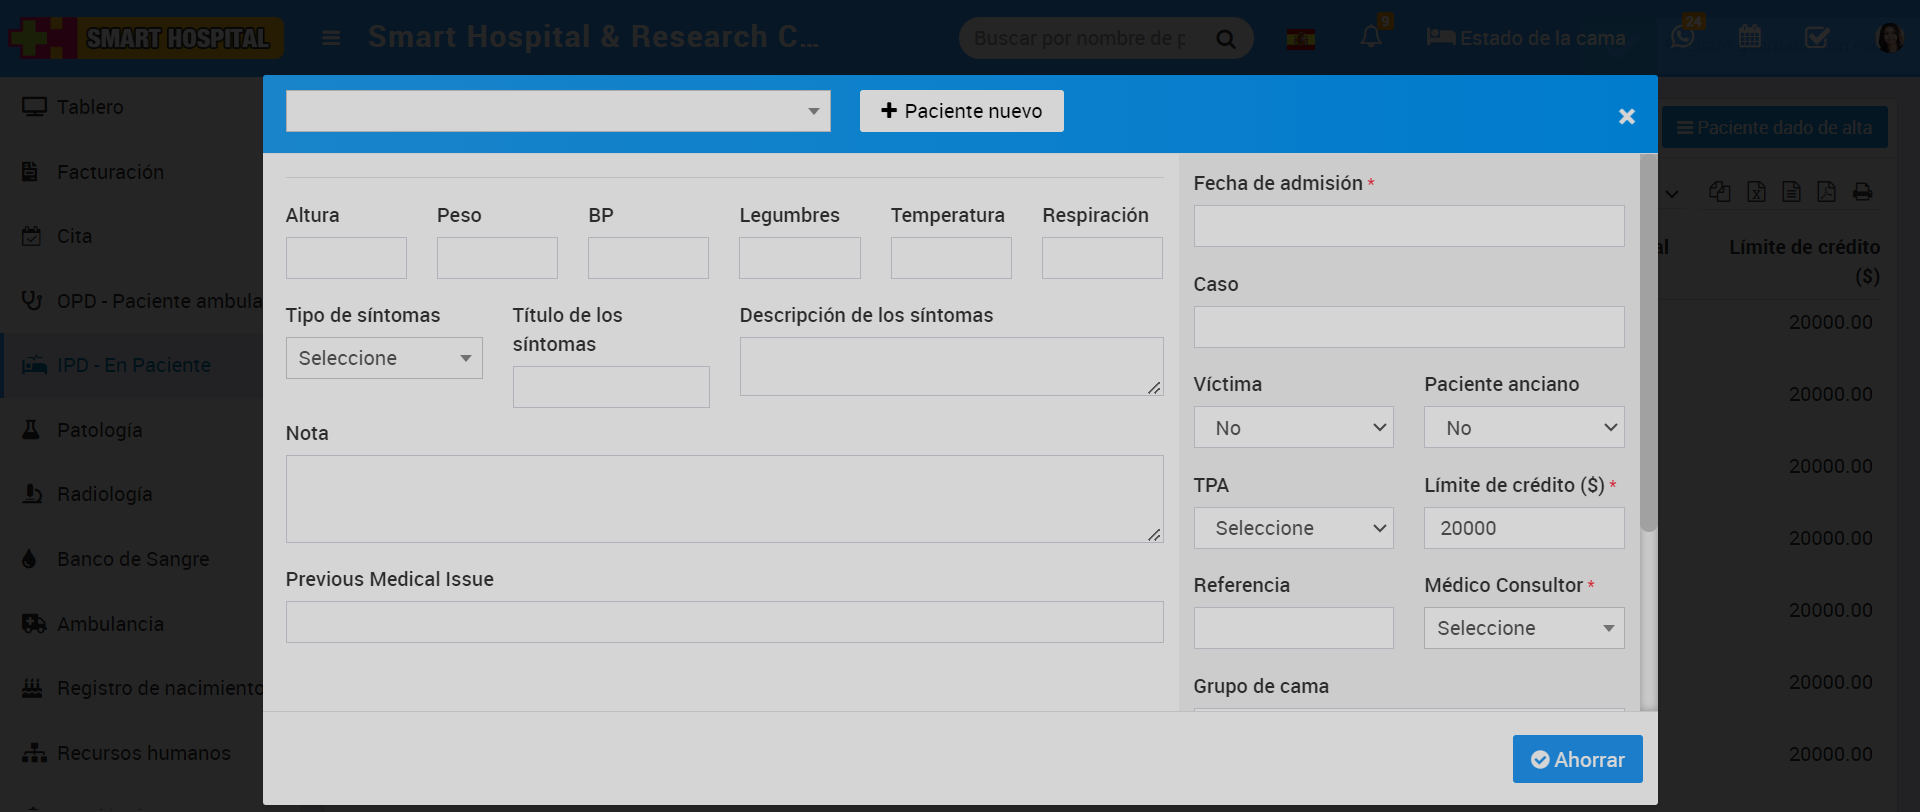 SMART HOSPITAL
Smart Hospital & Research C...
Buscar por nombre de p
9
Estado de la cama
24
Tablero
Facturación
Cita
OPD - Paciente ambula
IPD - En Paciente
Patología
Radiología
Banco de Sangre
Ambulancia
Registro de nacimiento
Recursos humanos
Paciente nuevo
×
Paciente dado de alta
Altura
Peso
BP
Legumbres
Temperatura
Respiración
Tipo de síntomas
Seleccione
Título de los
síntomas
Descripción de los síntomas
Nota
Previous Medical Issue
Fecha de admisión *
Caso
Víctima
No
Paciente anciano
No
TPA
Seleccione
Límite de crédito ($) *
20000
Referencia
Médico Consultor *
Seleccione
Grupo de cama
Ahorrar
al
Límite de crédito
($)
20000.00
20000.00
20000.00
20000.00
20000.00
20000.00
20000.00